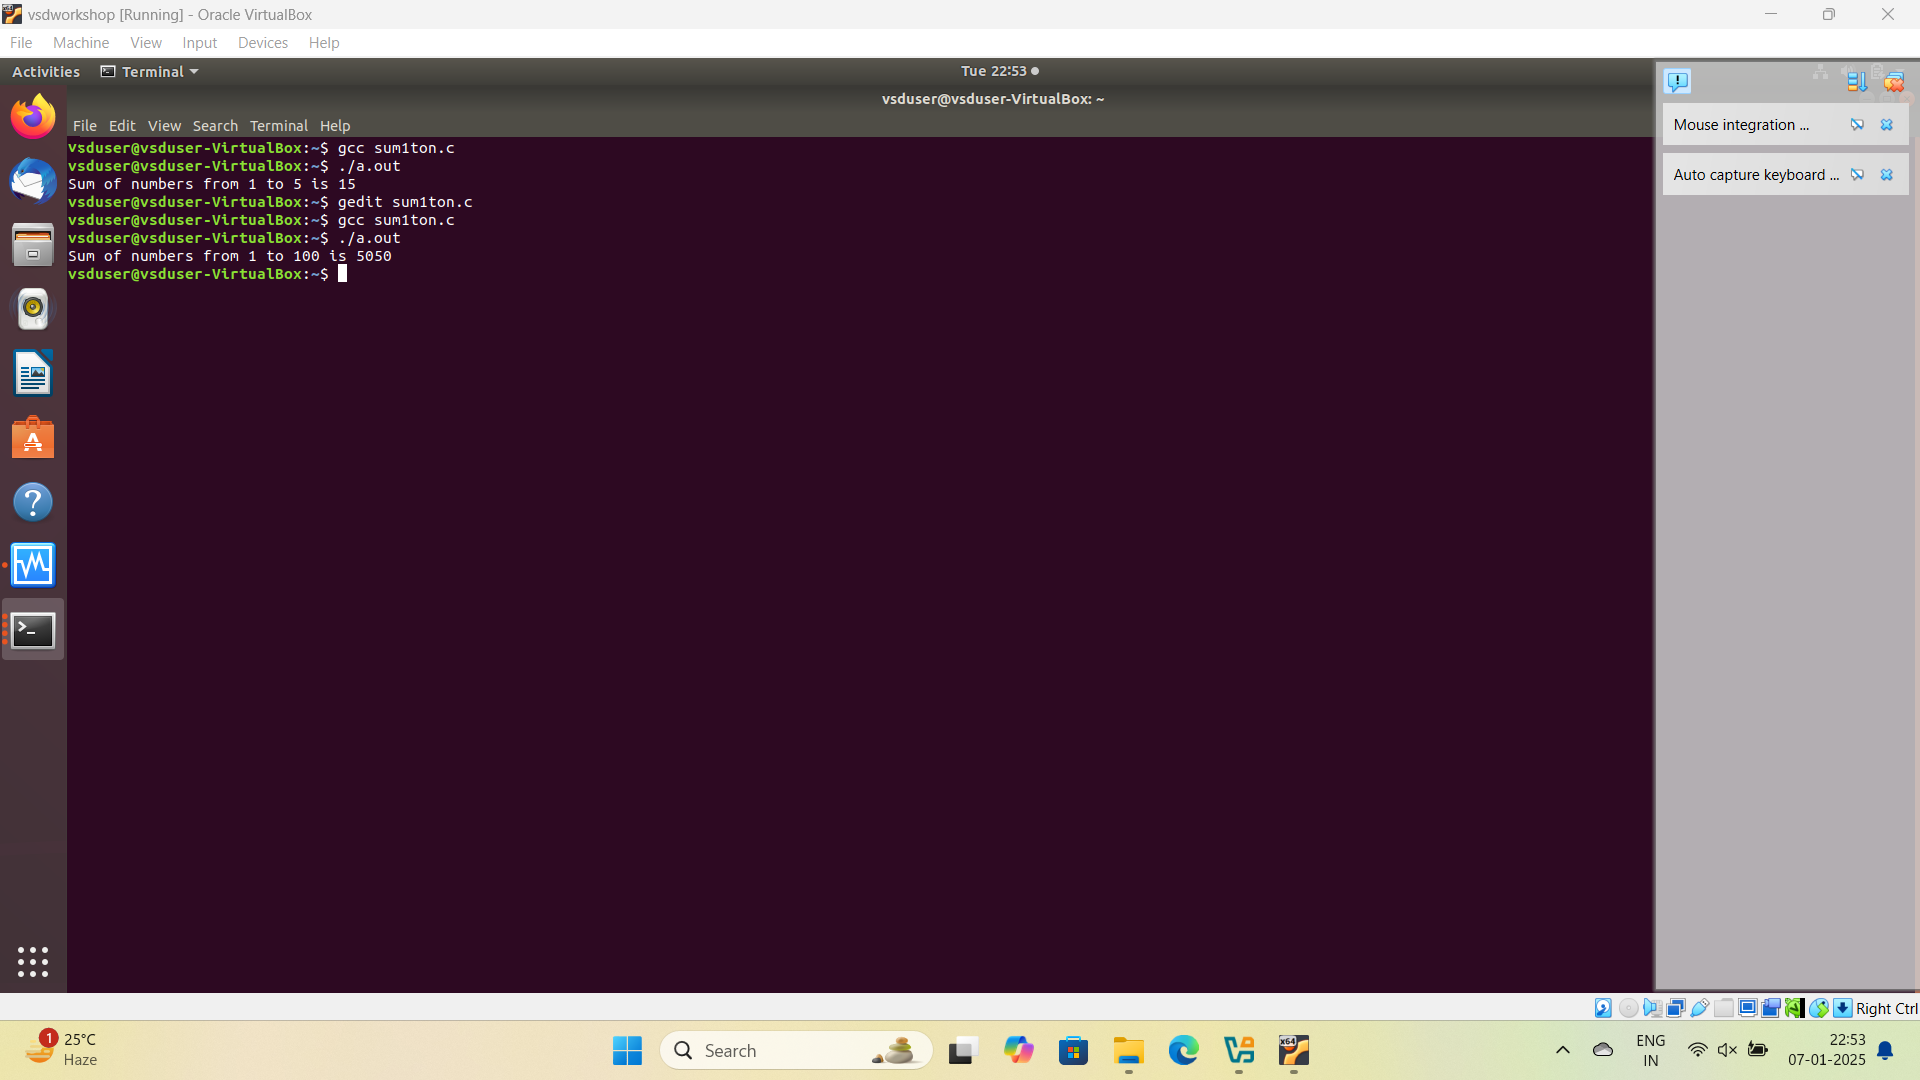 vsdworkshop [Running] - Oracle VirtualBox
File Machine View Input Devices Help
Activities Terminal Tue 22:53
vsduser@vsduser-VirtualBox: ~
File Edit View Search Terminal Help
vsduser@vsduser-VirtualBox:~$ gcc sum1ton.c
vsduser@vsduser-VirtualBox:~$ ./a.out
Sum of numbers from 1 to 5 is 15
vsduser@vsduser-VirtualBox:~$ gedit sum1ton.c
vsduser@vsduser-VirtualBox:~$ gcc sum1ton.c
vsduser@vsduser-VirtualBox:~$ ./a.out
Sum of numbers from 1 to 100 is 5050
vsduser@vsduser-VirtualBox:~$
Mouse integration ...
Auto capture keyboard ...
Right Ctrl
1
25°C
Haze
Search
ENG
IN
22:53
07-01-2025